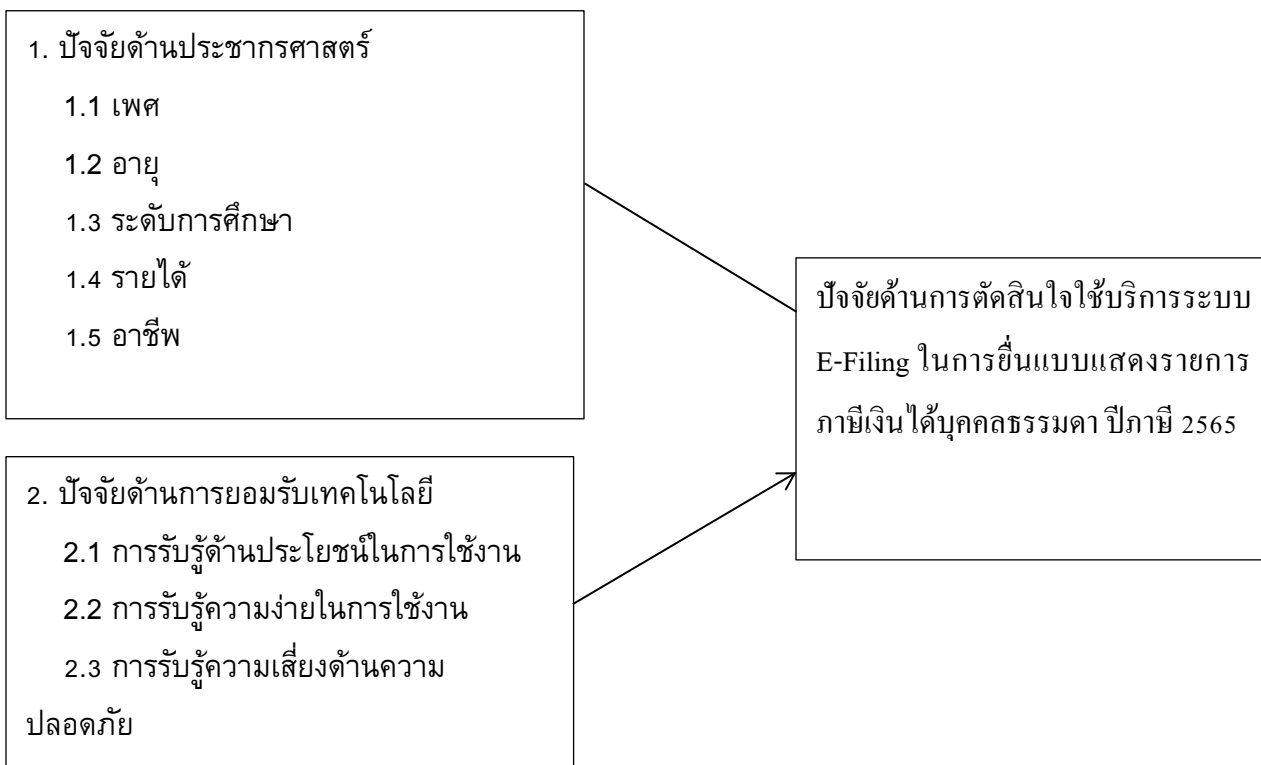 1. ปัจจัยด้านประชากรศาสตร์
1.1 เพศ
1.2 อายุ
1.3 ระดับการศึกษา
1.4 รายได้
1.5 อาชีพ
2. ปัจจัยด้านการยอมรับเทคโนโลยี
2.1 การรับรู้ด้านประโยชน์ในการใช้งาน
2.2 การรับรู้ความง่ายในการใช้งาน
2.3 การรับรู้ความเสี่ยงด้านความ
ปลอดภัย
ปัจจัยด้านการตัดสินใจใช้บริการระบบ
E-Filing ในการยื่นแบบแสดงรายการ
ภาษีเงินได้บุคคลธรรมดา ปีภาษี 2565